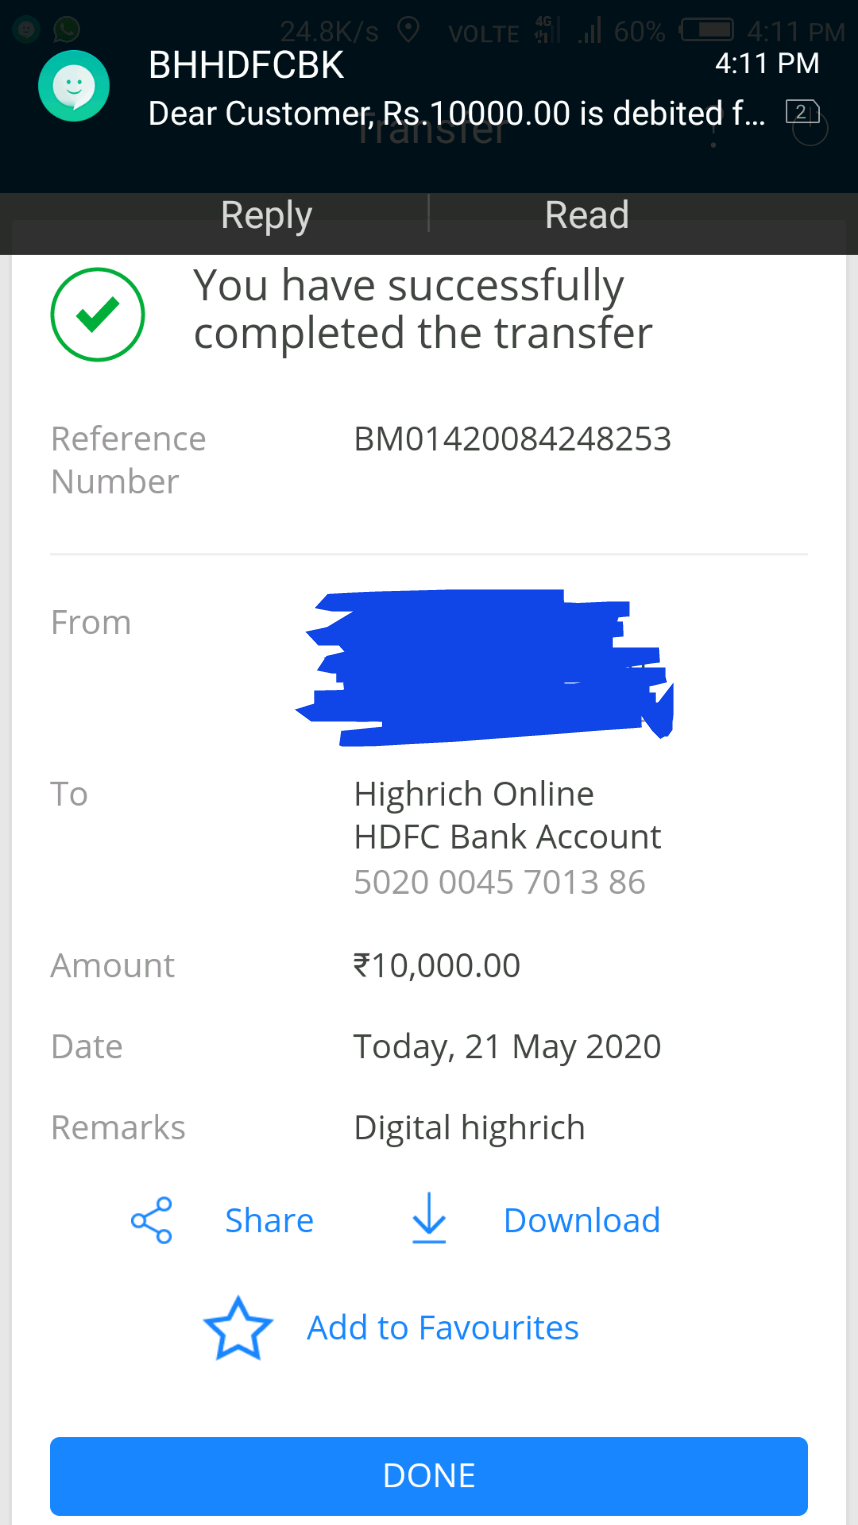 24.8K/s VOLTE 4G 60% 4:11 PM
BHHDFCBK 4:11 PM
Dear Customer, Rs.10000.00 is debited f... 2
Transfer
Reply Read
You have successfully
completed the transfer
Reference Number BM01420084248253
From
To Highrich Online
HDFC Bank Account
5020 0045 7013 86
Amount ₹10,000.00
Date Today, 21 May 2020
Remarks Digital highrich
Share Download
Add to Favourites
DONE